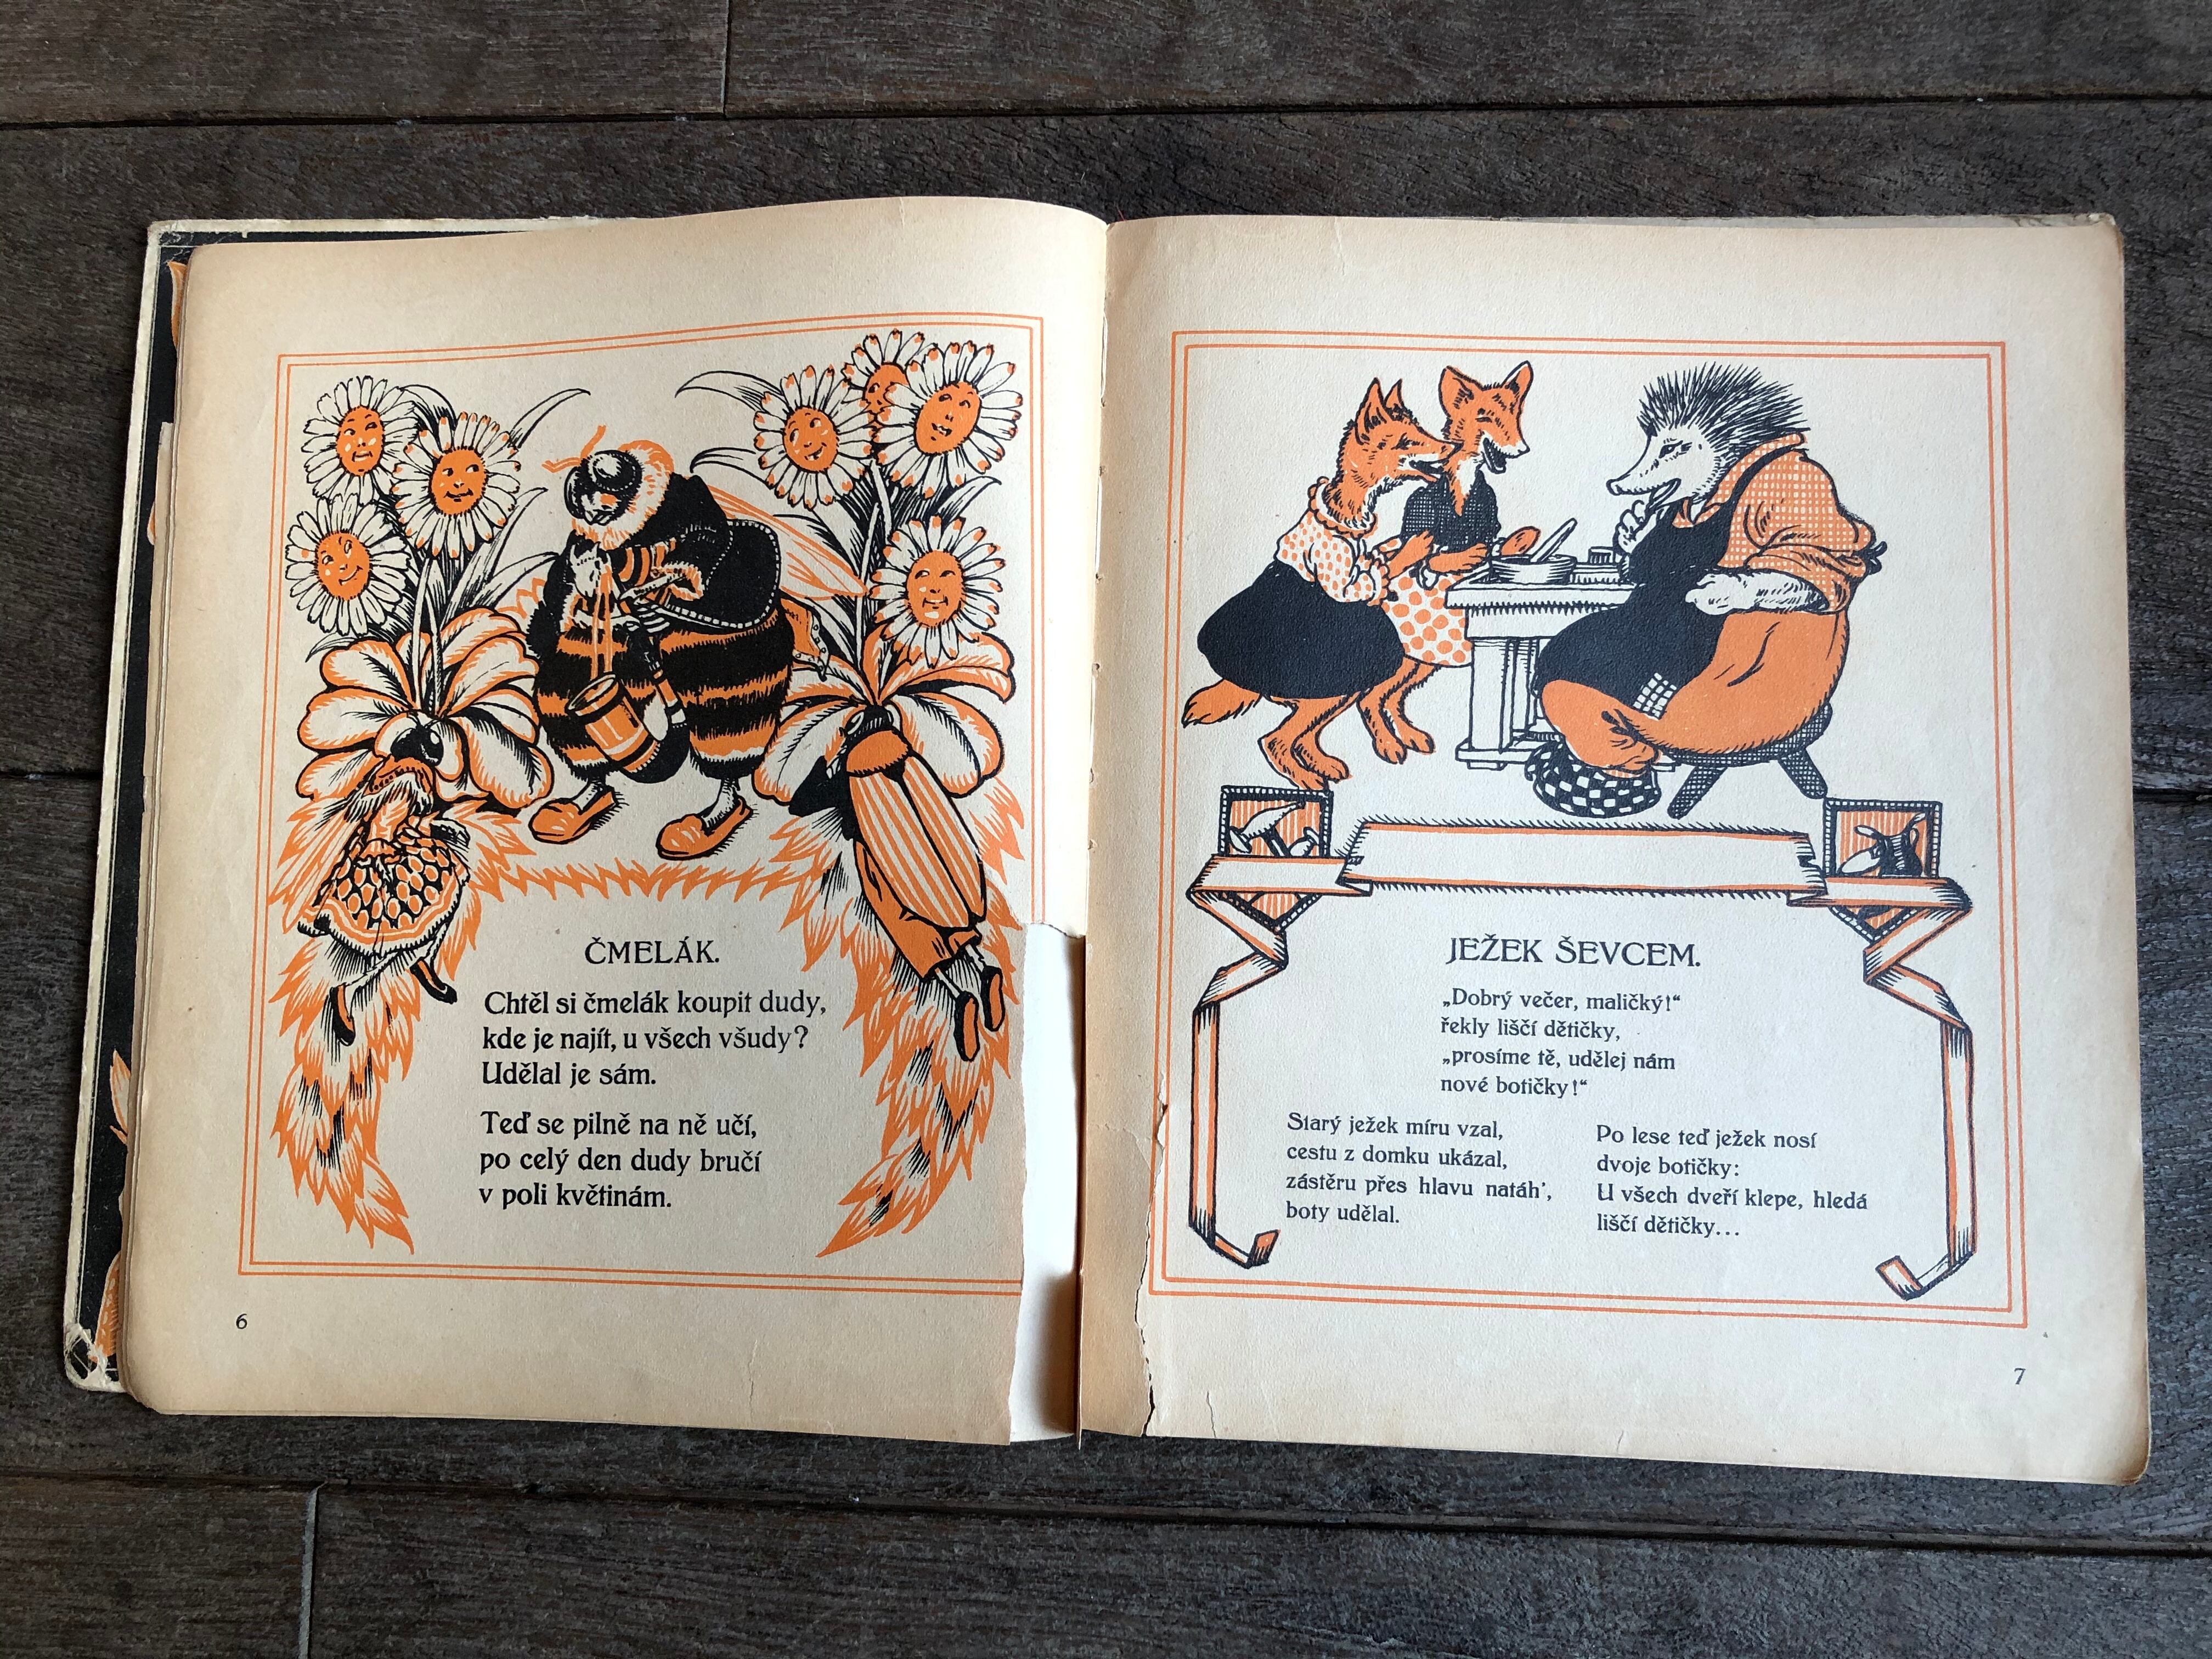 ČMELÁK.
Chtěl si čmelák koupit dudy,
kde je najít, u všech všudy?
Udělal je sám.
Teď se pilně na ně učí,
po celý den dudy bručí
v poli květinám.
6
JEŽEK ŠEVCEM.
„Dobrý večer, maličký!“
řekly liščí dětičky,
„prosíme tě, udělej nám
nové botičky!“
Starý ježek míru vzal,
cestu z domku ukázal,
zástěru přes hlavu natáh’,
boty udělal.
Po lese teď ježek nosí
dvoje botičky:
U všech dveří klepe, hledá
liščí dětičky...
7